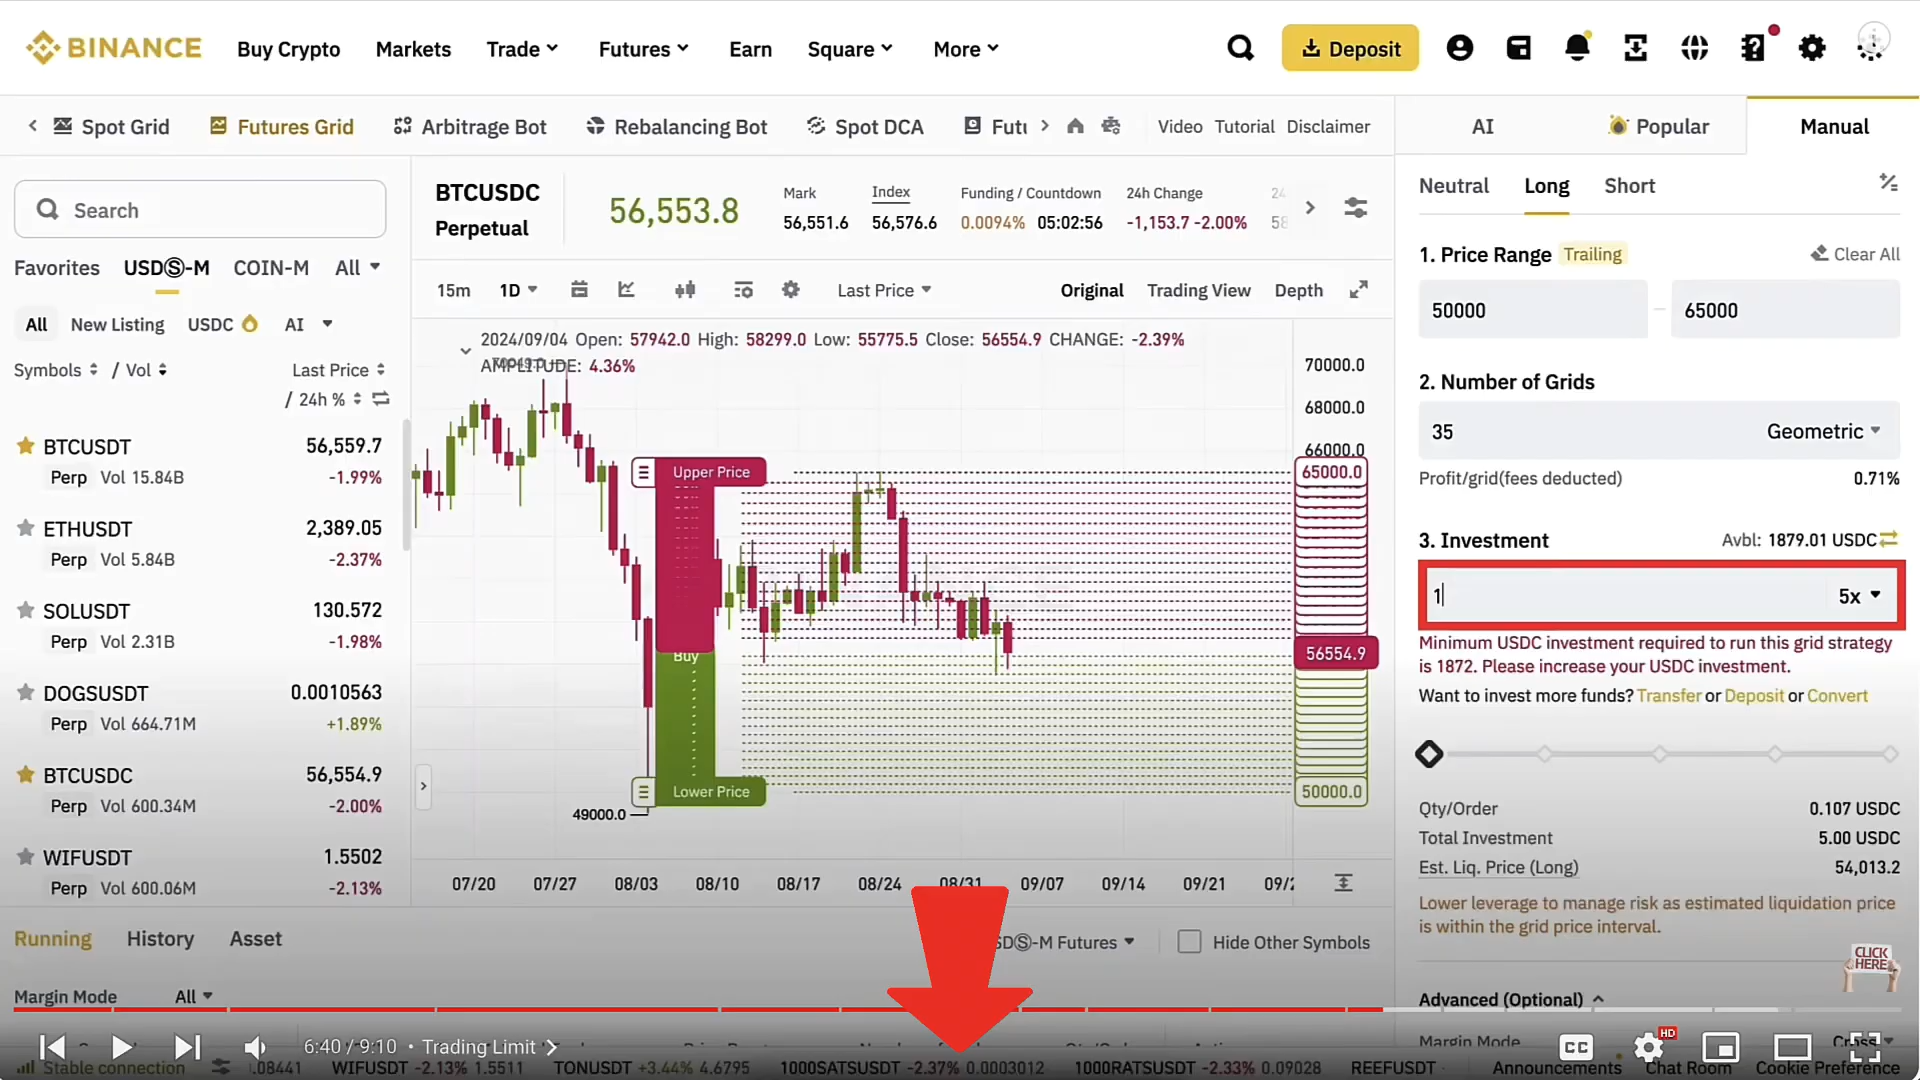 BINANCE Buy Crypto Markets Trade Futures Earn Square More Deposit
Spot Grid Futures Grid Arbitrage Bot Rebalancing Bot Spot DCA Futu Video Tutorial Disclaimer
AI Popular Manual
Search
Favorites USDⓈ-M COIN-M All
All New Listing USDC AI
Symbols / Vol Last Price
/ 24h %
BTCUSDT 56,559.7
Perp Vol 15.84B -1.99%
ETHUSDT 2,389.05
Perp Vol 5.84B -2.37%
SOLUSDT 130.572
Perp Vol 2.31B -1.98%
DOGSUSDT 0.0010563
Perp Vol 664.71M +1.89%
BTCUSDC 56,554.9
Perp Vol 600.34M -2.00%
WIFUSDT 1.5502
Perp Vol 600.06M -2.13%
BTCUSDC
Perpetual
56,553.8
Mark Index Funding / Countdown 24h Change 24
56,551.6 56,576.6 0.0094% 05:02:56 -1,153.7 -2.00% 58
15m 1D Last Price Original Trading View Depth
2024/09/04 Open: 57942.0 High: 58299.0 Low: 55775.5 Close: 56554.9 CHANGE: -2.39%
AMPLITUDE: 4.36%
70000.0
68000.0
66000.0
Upper Price 65000.0
Buy
56554.9
Lower Price 50000.0
49000.0
07/20 07/27 08/03 08/10 08/17 08/24 08/31 09/07 09/14 09/21 09/2
Neutral Long Short
1. Price Range Trailing Clear All
50000 – 65000
2. Number of Grids
35 Geometric
Profit/grid(fees deducted) 0.71%
3. Investment Avbl: 1879.01 USDC
1 5x
Minimum USDC investment required to run this grid strategy
is 1872. Please increase your USDC investment.
Want to invest more funds? Transfer or Deposit or Convert
Qty/Order 0.107 USDC
Total Investment 5.00 USDC
Est. Liq. Price (Long) 54,013.2
Lower leverage to manage risk as estimated liquidation price
is within the grid price interval.
CLICK
HERE
Advanced (Optional)
Margin Mode Cross
Running History Asset SDⓈ-M Futures Hide Other Symbols
Margin Mode All
6:40 / 9:10 • Trading Limit CC HD
Stable connection .08441 WIFUSDT -2.13% 1.5511 TONUSDT +3.44% 4.6795 1000SATSUSDT -2.37% 0.0003012 1000RATSUSDT -2.33% 0.09028 REEFUSDT Announcements Chat Room Cookie Preference